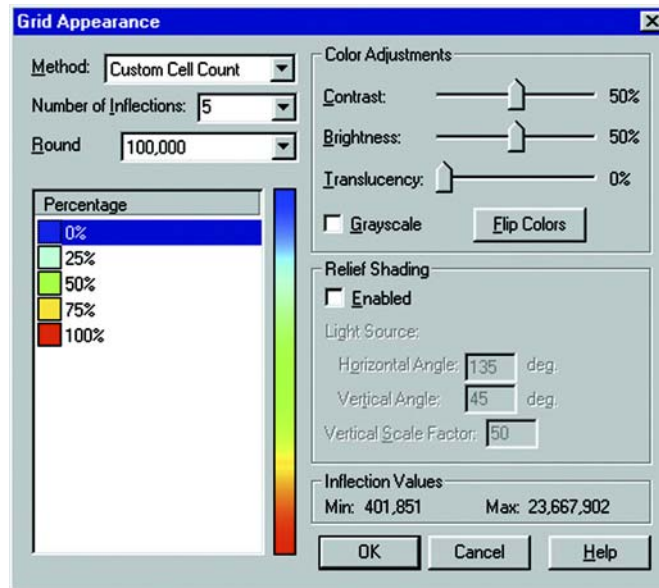 Grid Appearance
Method: Custom Cell Count
Number of Inflections: 5
Round 100,000
Percentage
0%
25%
50%
75%
100%
Color Adjustments
Contrast: 50%
Brightness: 50%
Translucency: 0%
Grayscale Flip Colors
Relief Shading
Enabled
Light Source:
Horizontal Angle: 135 deg.
Vertical Angle: 45 deg.
Vertical Scale Factor: 50
Inflection Values
Min: 401,851 Max: 23,667,902
OK Cancel Help